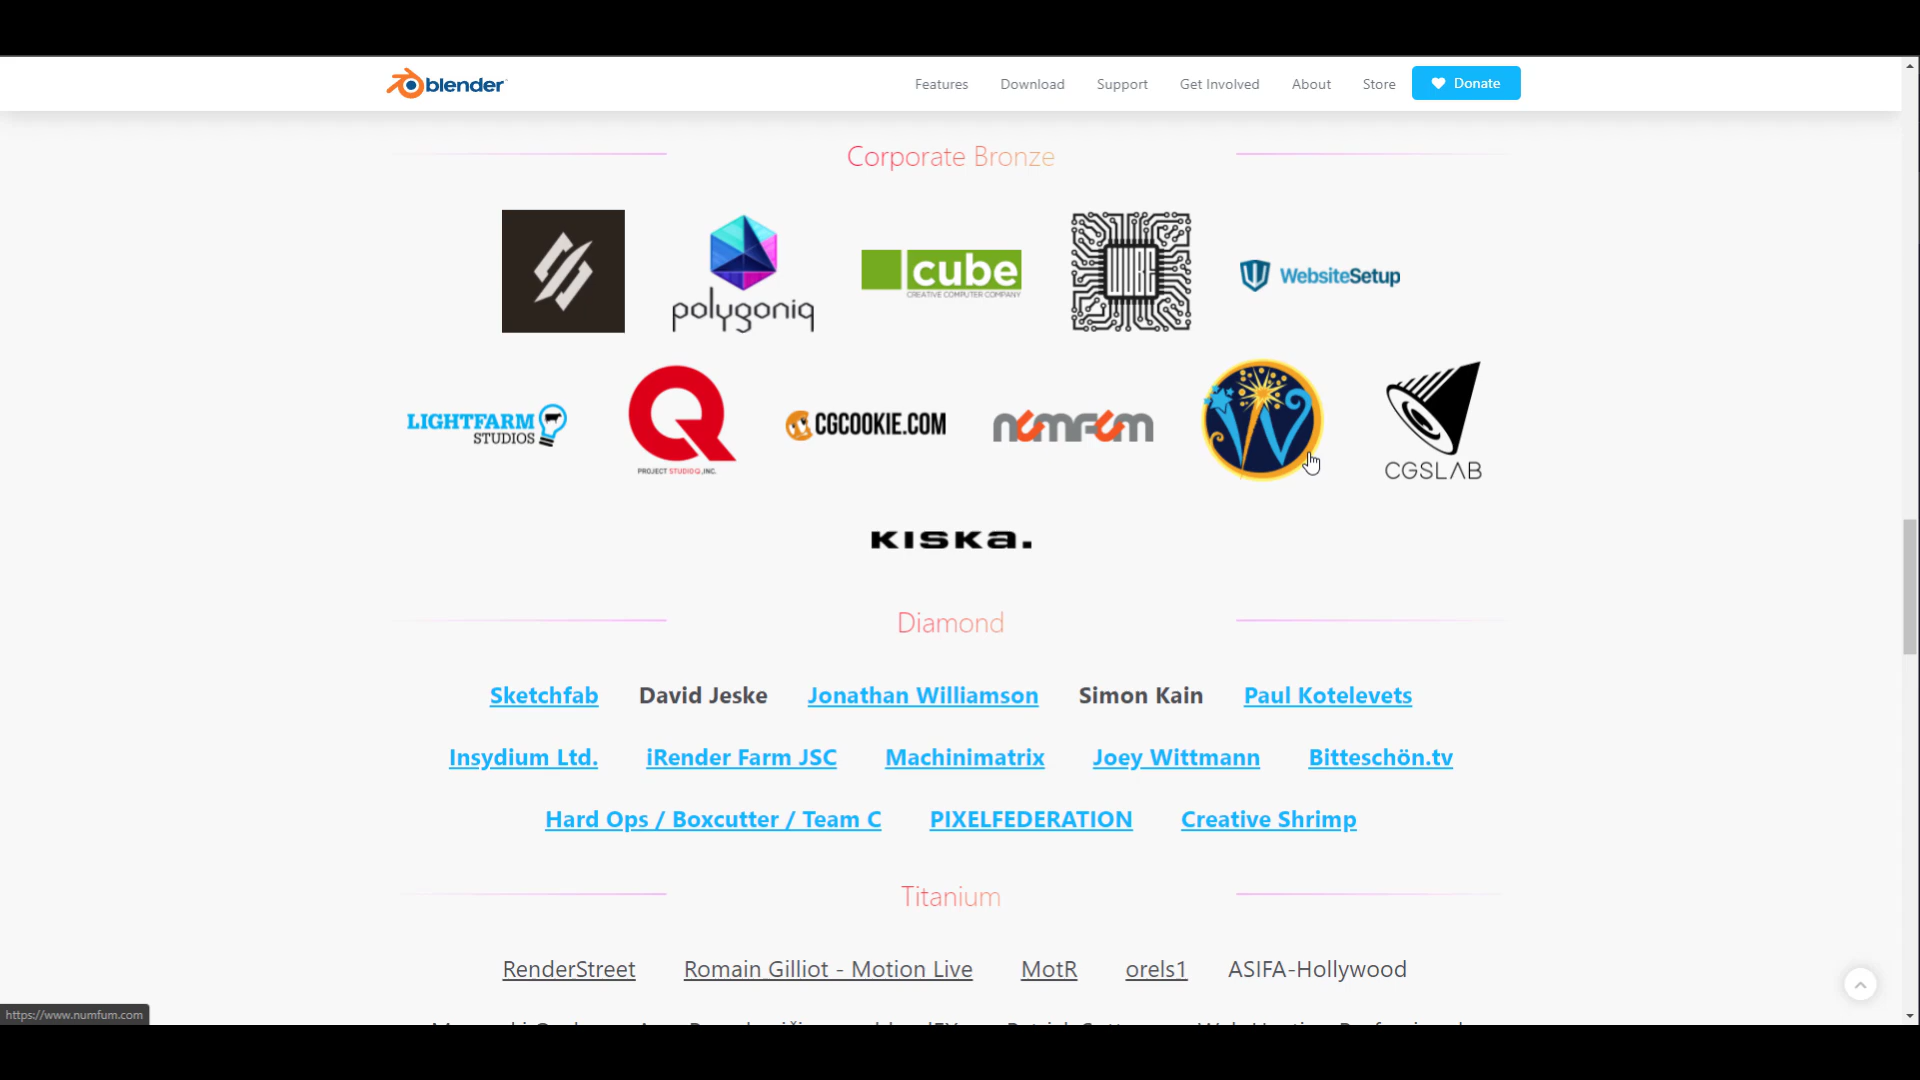 blender
Features Download Support Get Involved About Store Donate
Corporate Bronze
polygoniq
cube
CREATIVE COMPUTER COMPANY
WebsiteSetup
LIGHTFARM
STUDIOS
Q
PROJECT STUDIO Q, INC.
CGCOOKIE.COM
numfum
W
CGSLAB
KISKa.
Diamond
Sketchfab David Jeske Jonathan Williamson Simon Kain Paul Kotelevets
Insydium Ltd. iRender Farm JSC Machinimatrix Joey Wittmann Bitteschön.tv
Hard Ops / Boxcutter / Team C PIXELFEDERATION Creative Shrimp
Titanium
RenderStreet Romain Gilliot - Motion Live MotR orels1 ASIFA-Hollywood
https://www.numfum.com